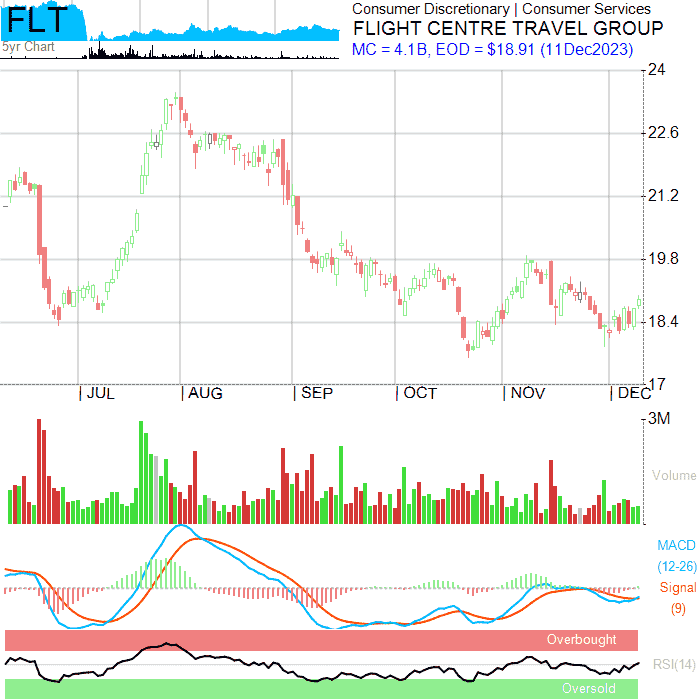 FLT
5yr Chart
Consumer Discretionary | Consumer Services
FLIGHT CENTRE TRAVEL GROUP
MC = 4.1B, EOD = $18.91 (11Dec2023)
24
22.6
21.2
19.8
18.4
17
| JUL | AUG | SEP | OCT | NOV | DEC
3M
Volume
MACD
(12-26)
Signal
(9)
Overbought
RSI(14)
Oversold